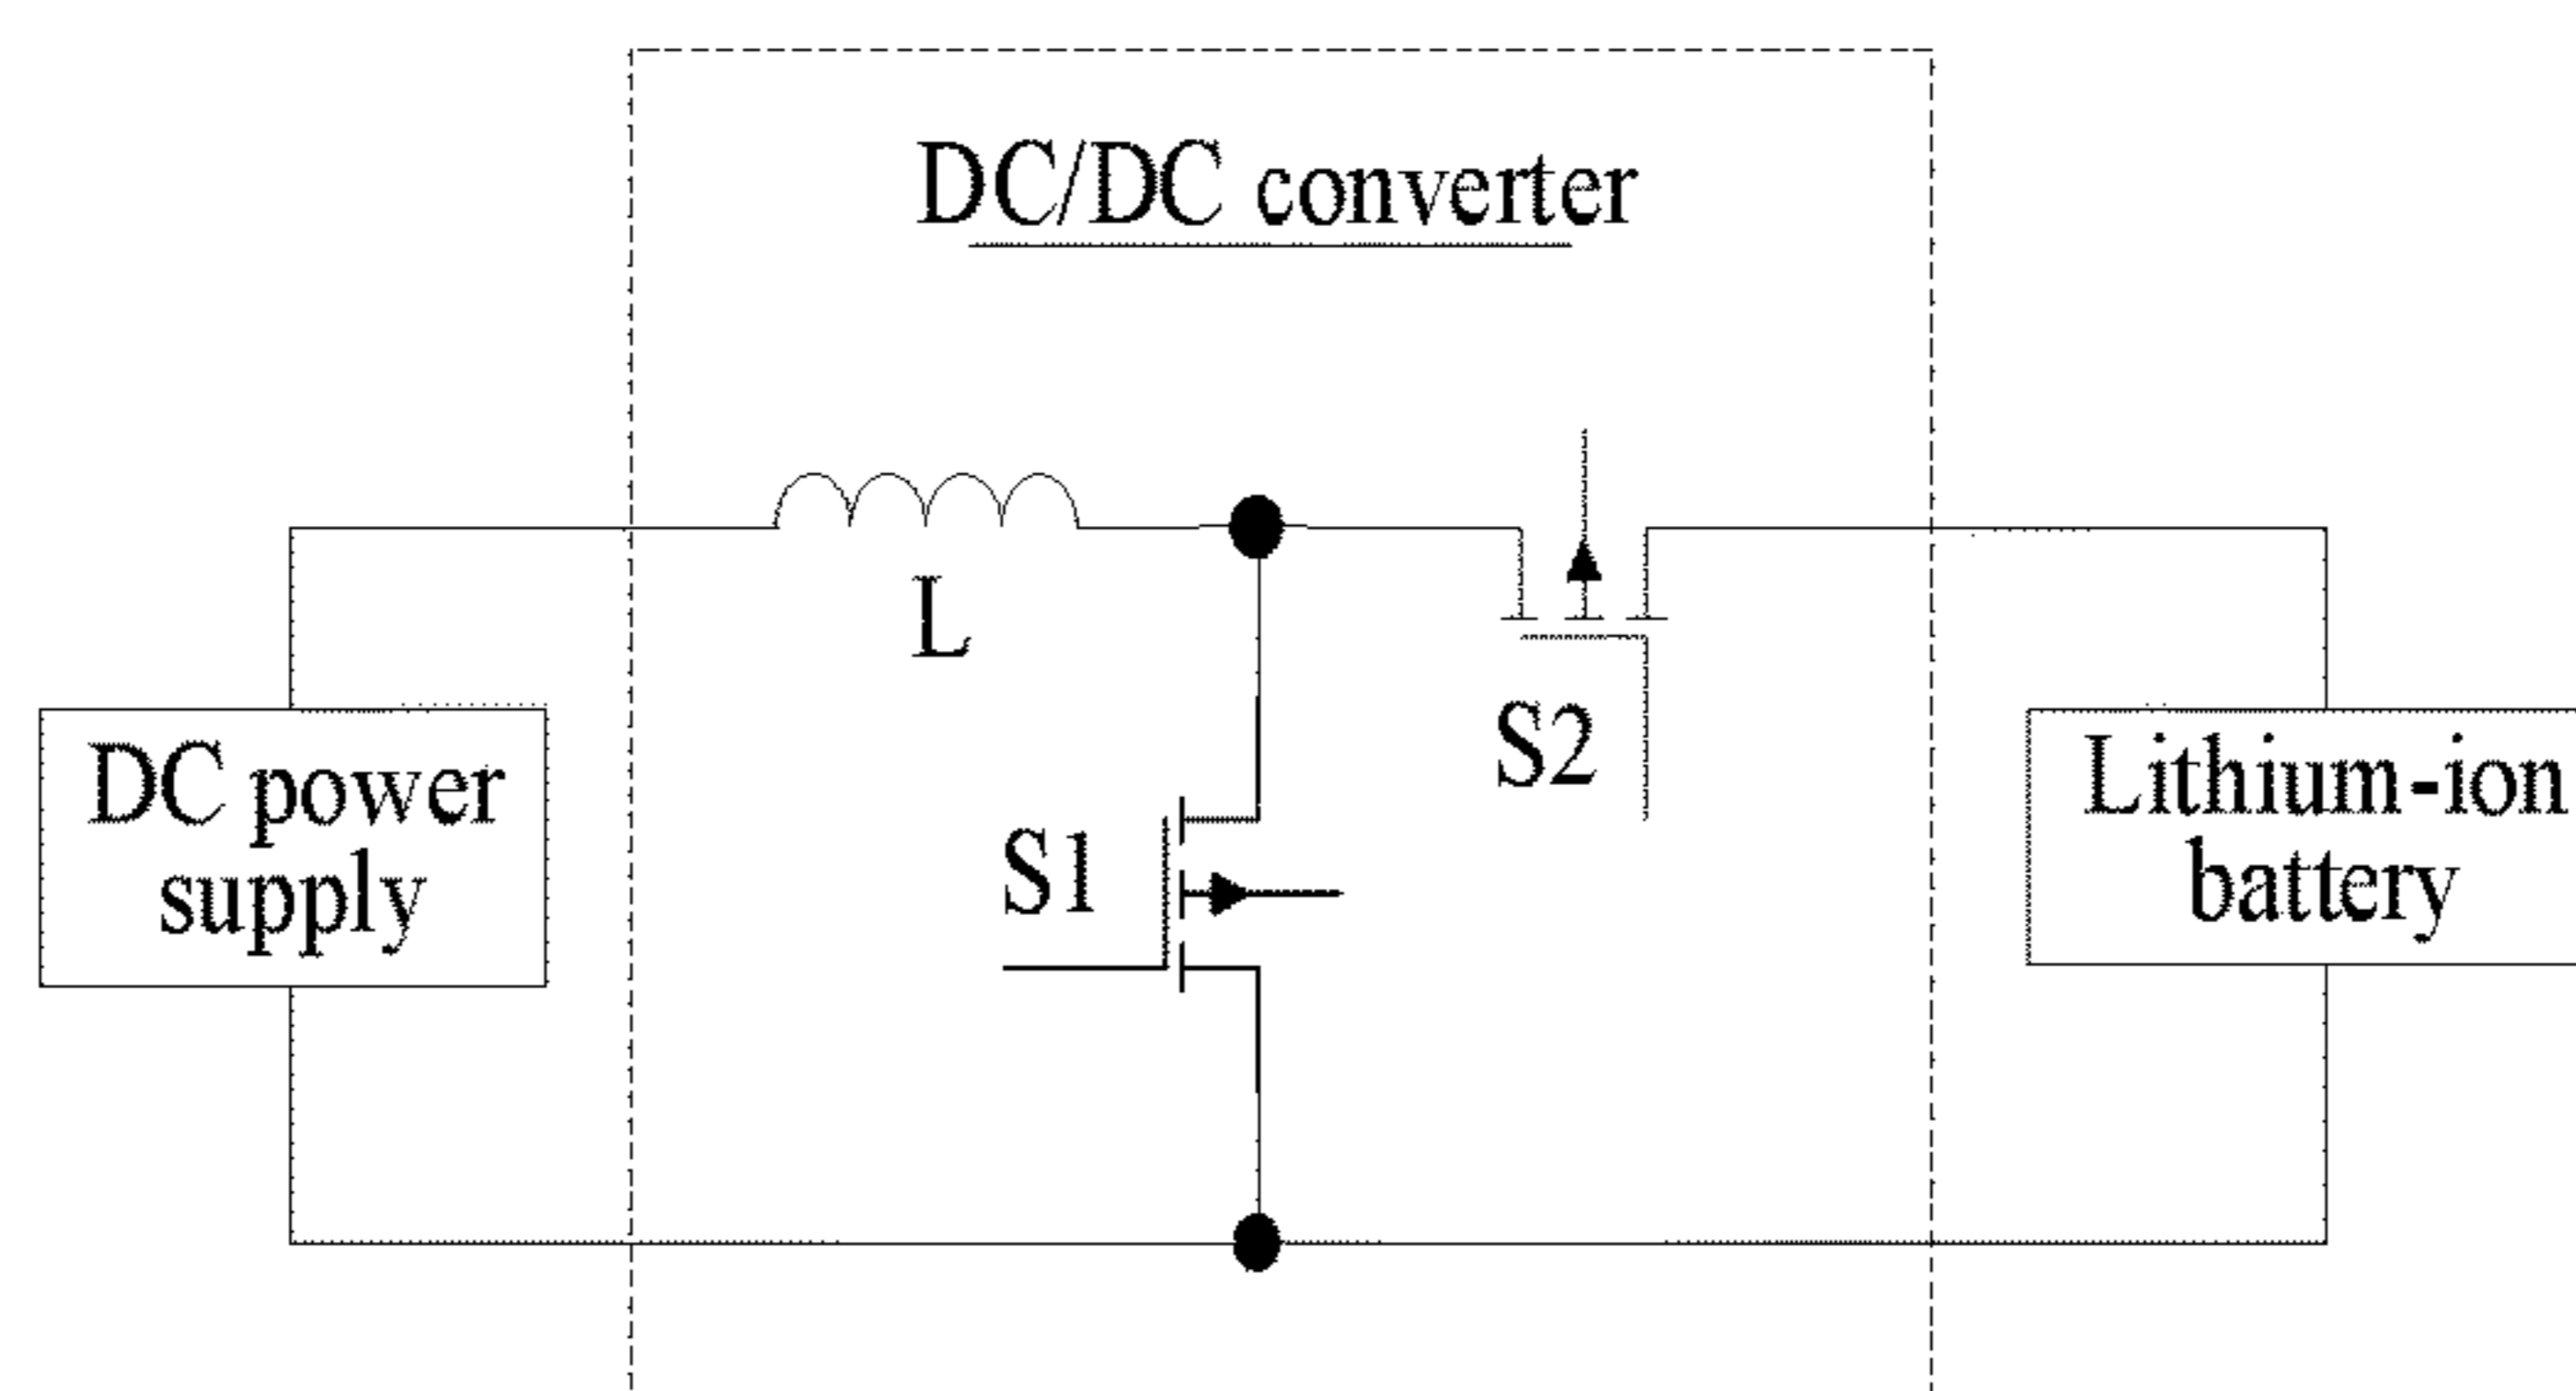 DC/DC converter
L
S2
DC power
supply
S1
Lithium-ion
battery